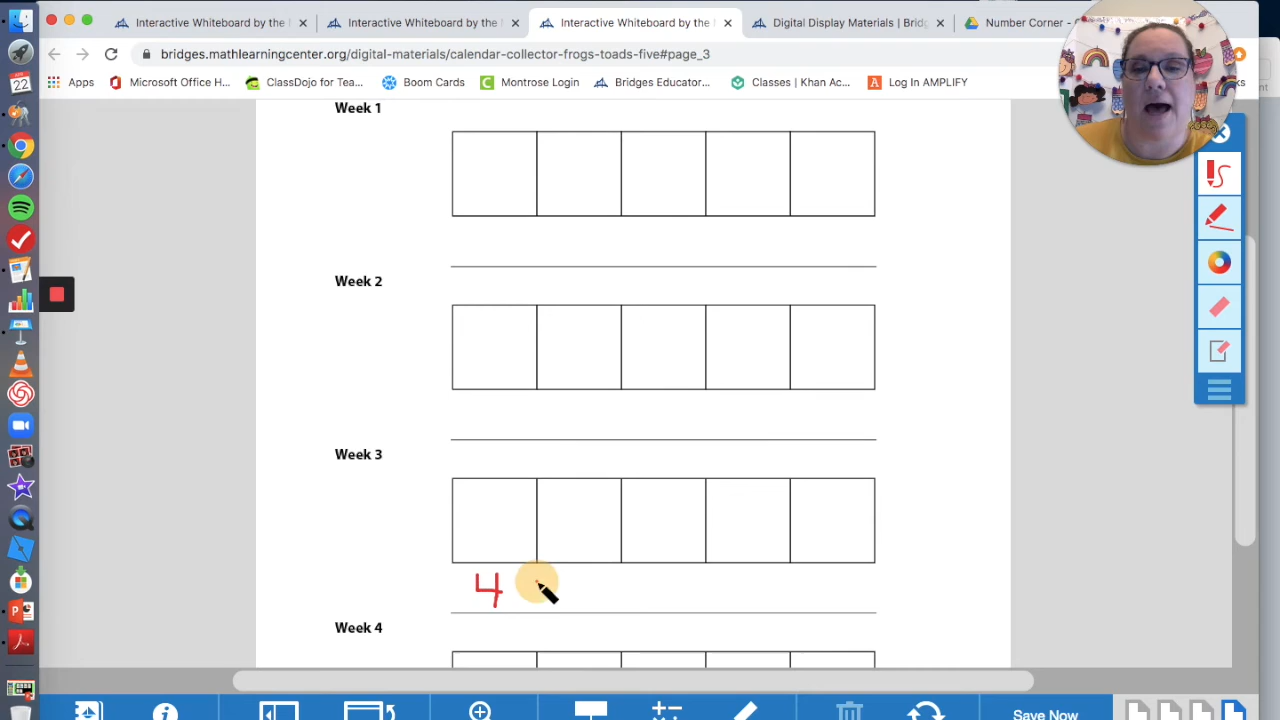 Interactive Whiteboard by the
Interactive Whiteboard by the
Interactive Whiteboard by the
Digital Display Materials | Bridg
Number Corner -
bridges.mathlearningcenter.org/digital-materials/calendar-collector-frogs-toads-five#page_3
Apps
Microsoft Office H...
ClassDojo for Tea...
Boom Cards
Montrose Login
Bridges Educator...
Classes | Khan Ac...
Log In AMPLIFY
APR
22
Week 1
Week 2
Week 3
4
Week 4
Save Now